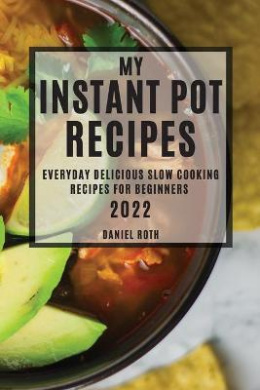 MY
INSTANT POT
RECIPES
EVERYDAY DELICIOUS SLOW COOKING
RECIPES FOR BEGINNERS
2022
DANIEL ROTH